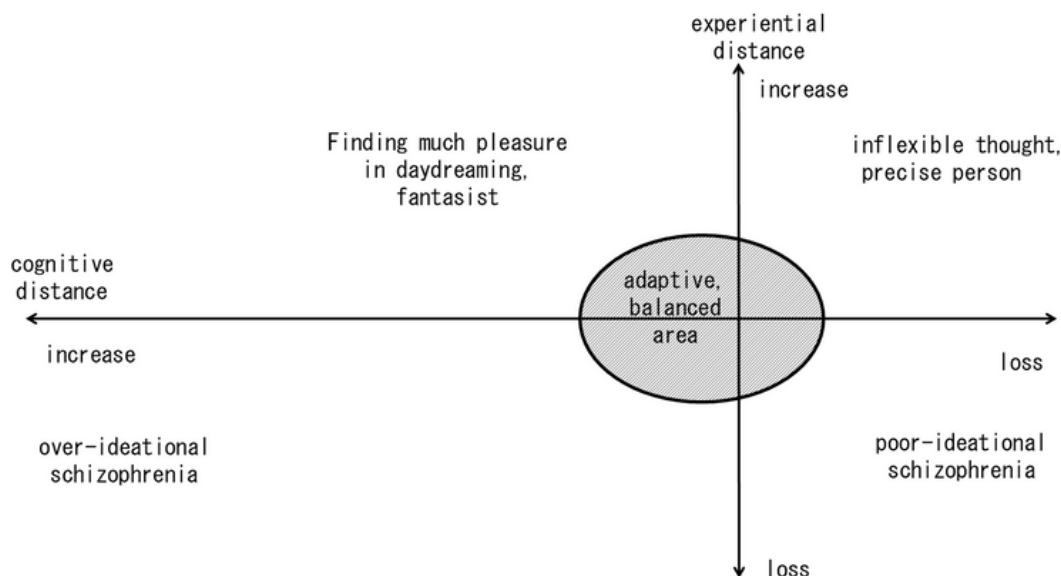 experiential
distance
increase
Finding much pleasure
in daydreaming,
fantasist
inflexible thought,
precise person
cognitive
distance
adaptive,
balanced
area
increase
loss
over-ideational
schizophrenia
poor-ideational
schizophrenia
loss